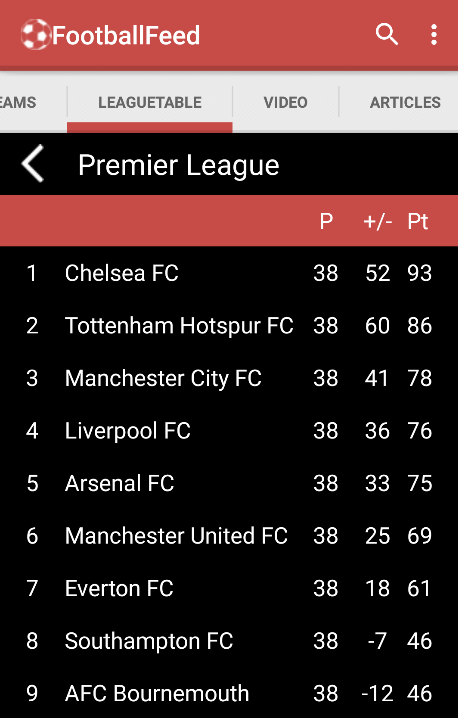 FootballFeed
EAMS LEAGUETABLE VIDEO ARTICLES
Premier League
P +/- Pt
1 Chelsea FC 38 52 93
2 Tottenham Hotspur FC 38 60 86
3 Manchester City FC 38 41 78
4 Liverpool FC 38 36 76
5 Arsenal FC 38 33 75
6 Manchester United FC 38 25 69
7 Everton FC 38 18 61
8 Southampton FC 38 -7 46
9 AFC Bournemouth 38 -12 46